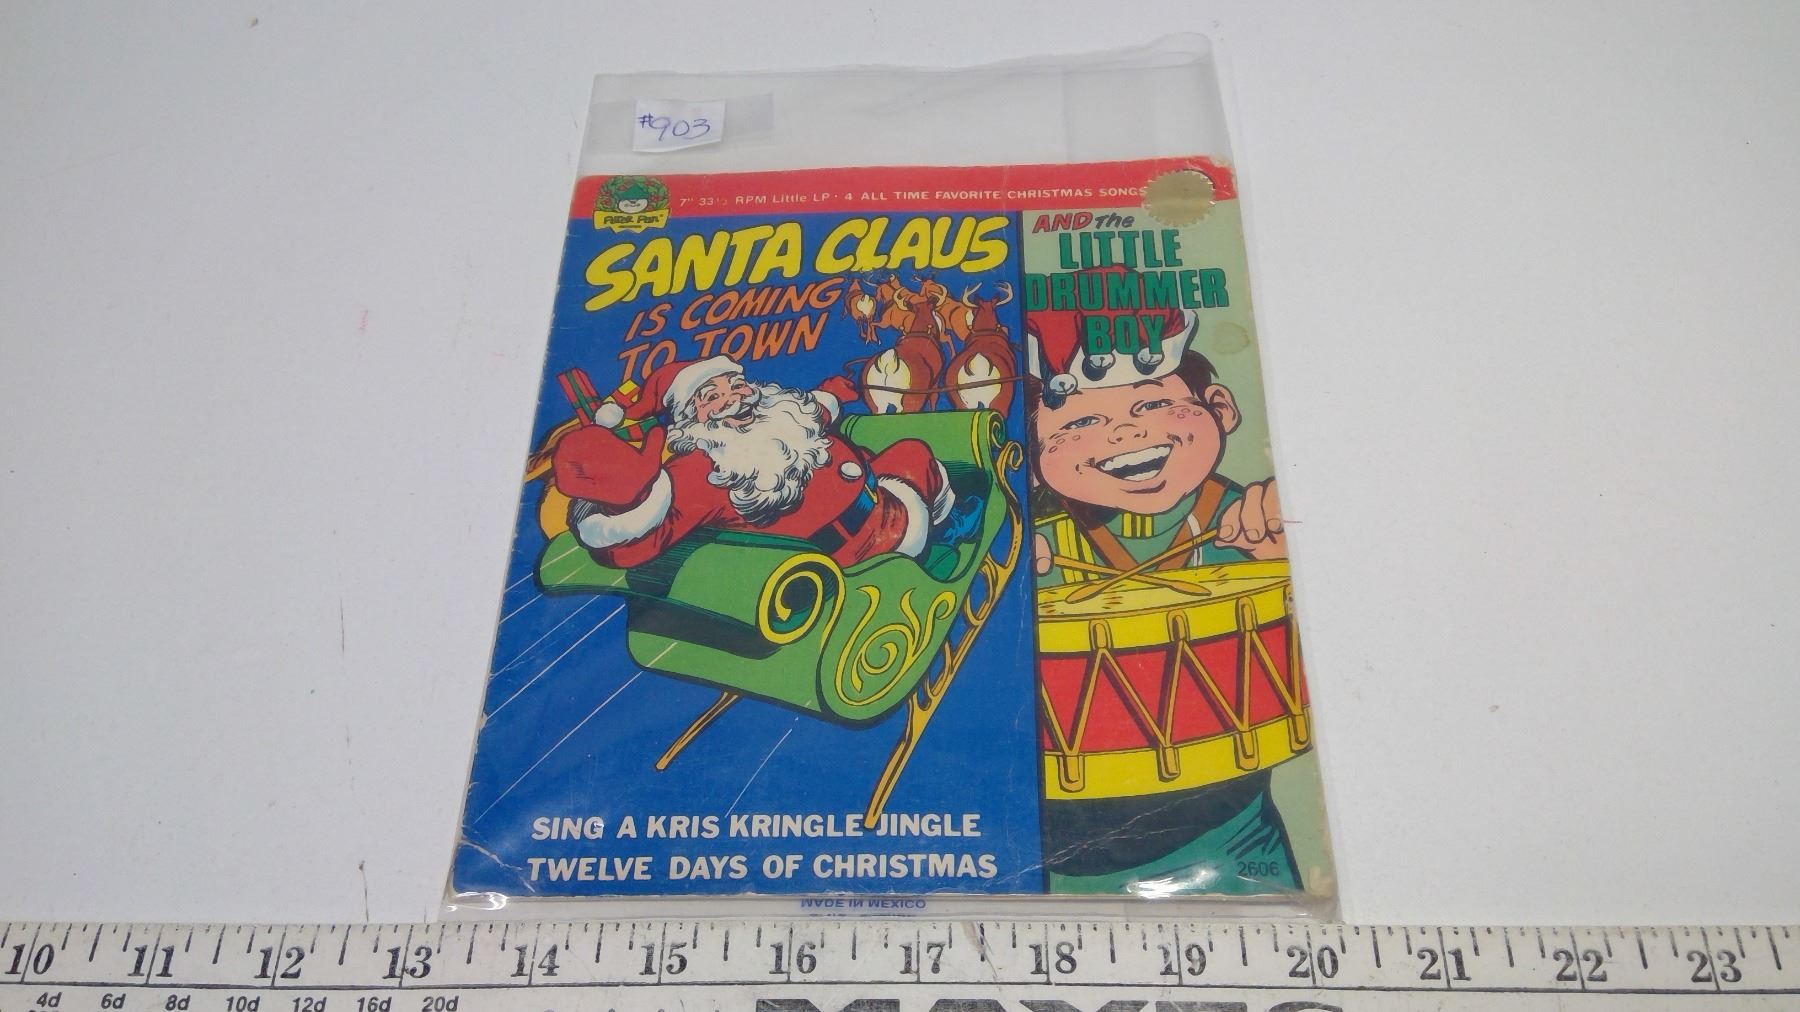 #903
Peter Pan
RECORDS
7" 33⅓ RPM Little LP · 4 ALL TIME FAVORITE CHRISTMAS SONGS
SANTA CLAUS
IS COMING
TO TOWN
AND the
LITTLE
DRUMMER
BOY
SING A KRIS KRINGLE JINGLE
TWELVE DAYS OF CHRISTMAS
2606
MADE IN MEXICO
10 11 12 13 14 15 16 17 18 19 20 21 22 23
4d 6d 8d 10d 12d 16d 20d